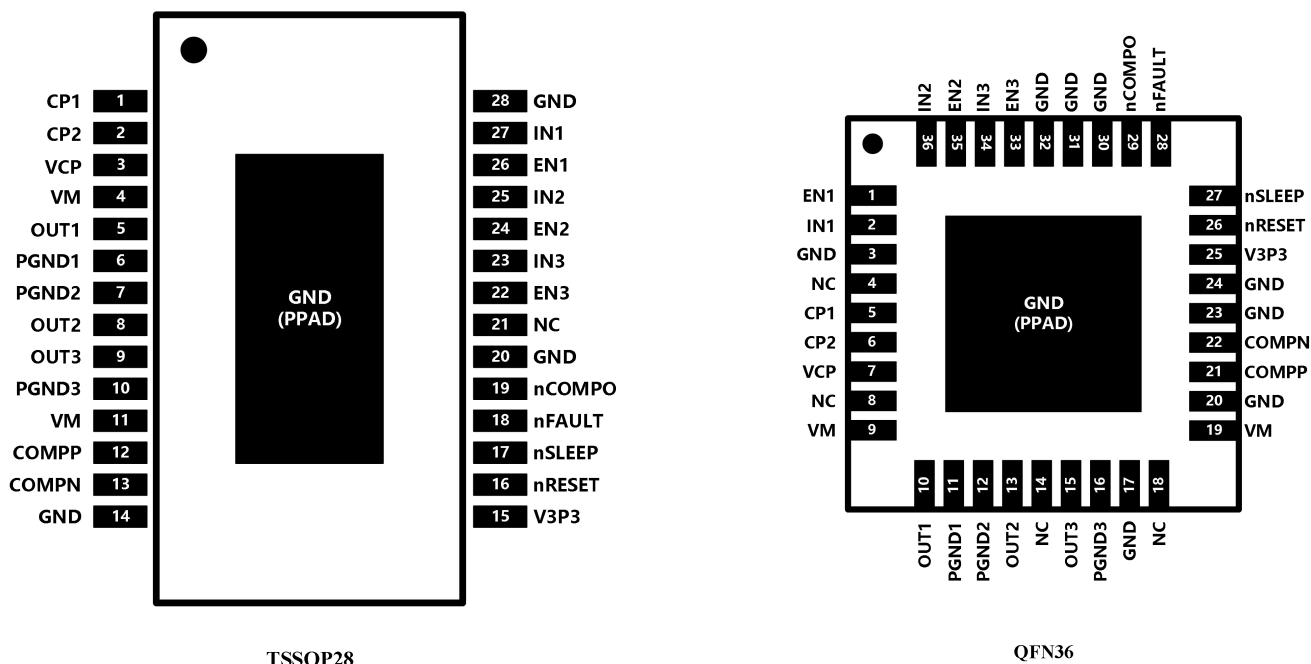 CP1 1
CP2 2
VCP 3
VM 4
OUT1 5
PGND1 6
PGND2 7
OUT2 8
OUT3 9
PGND3 10
VM 11
COMPP 12
COMPN 13
GND 14
GND
(PPAD)
28 GND
27 IN1
26 EN1
25 IN2
24 EN2
23 IN3
22 EN3
21 NC
20 GND
19 nCOMPO
18 nFAULT
17 nSLEEP
16 nRESET
15 V3P3
TSSOP28
IN2 36
EN2 35
IN3 34
EN3 33
GND 32
GND 31
GND 30
nCOMPO 29
nFAULT 28
EN1 1
IN1 2
GND 3
NC 4
CP1 5
CP2 6
VCP 7
NC 8
VM 9
GND
(PPAD)
27 nSLEEP
26 nRESET
25 V3P3
24 GND
23 GND
22 COMPN
21 COMPP
20 GND
19 VM
OUT1 10
PGND1 11
PGND2 12
OUT2 13
NC 14
OUT3 15
PGND3 16
GND 17
NC 18
QFN36